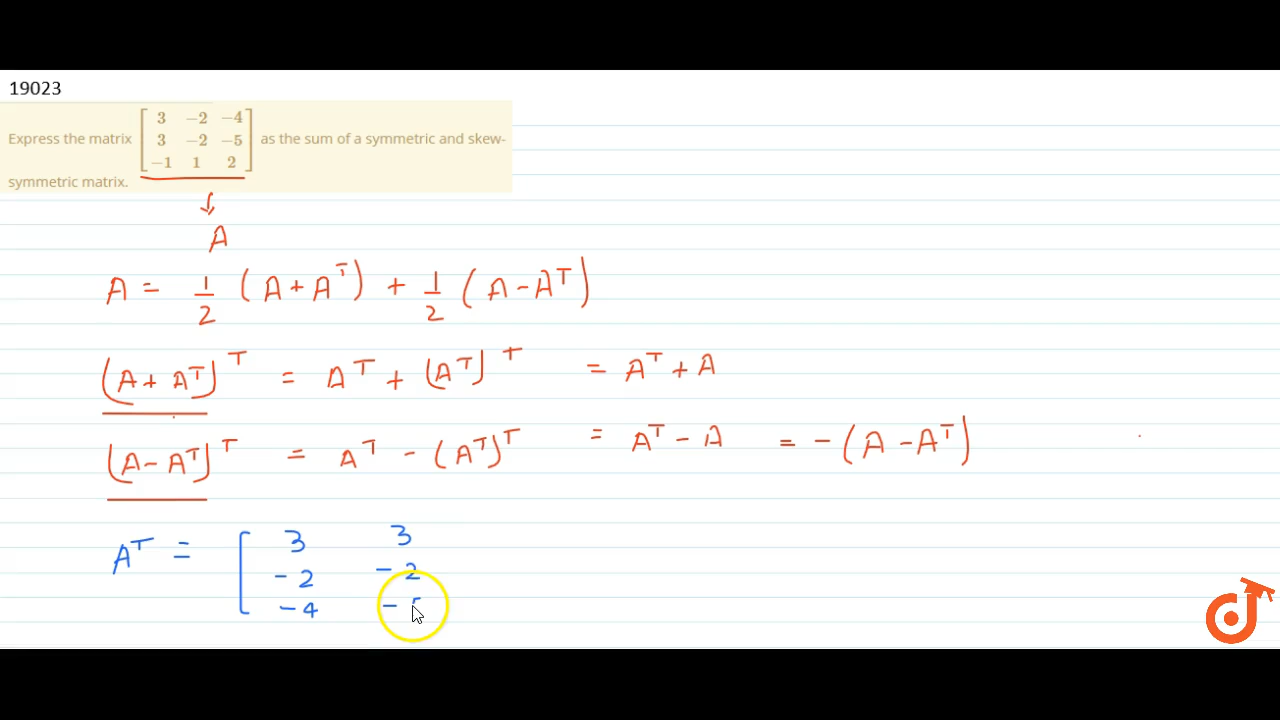 19023
Express the matrix [ 3 −2 −4 as the sum of a symmetric and skew-
3 −2 −5
−1 1 2 ]
symmetric matrix.
↓
A
A = 1/2 (A + A^T) + 1/2 (A - A^T)
(A + A^T)^T = A^T + (A^T)^T = A^T + A
(A - A^T)^T = A^T - (A^T)^T = A^T - A = -(A - A^T)
A^T = [ 3 3
-2 -2
-4 -